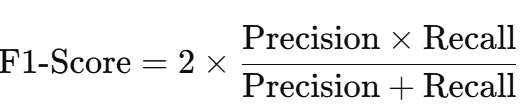 F1-Score = 2 × Precision × Recall / Precision + Recall